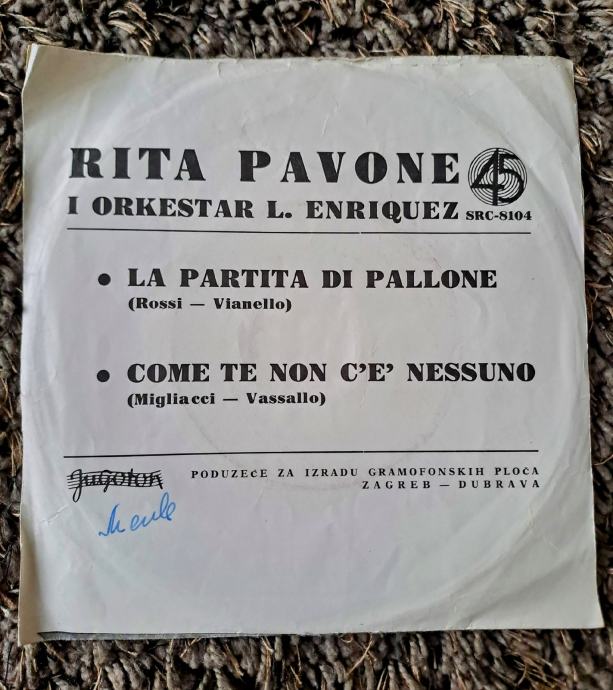 RITA PAVONE 45
I ORKESTAR L. ENRIQUEZ SRC-8104
• LA PARTITA DI PALLONE
(Rossi — Vianello)
• COME TE NON C'E' NESSUNO
(Migliacci — Vassallo)
Jugoton PODUZEĆE ZA IZRADU GRAMOFONSKIH PLOČA
ZAGREB — DUBRAVA